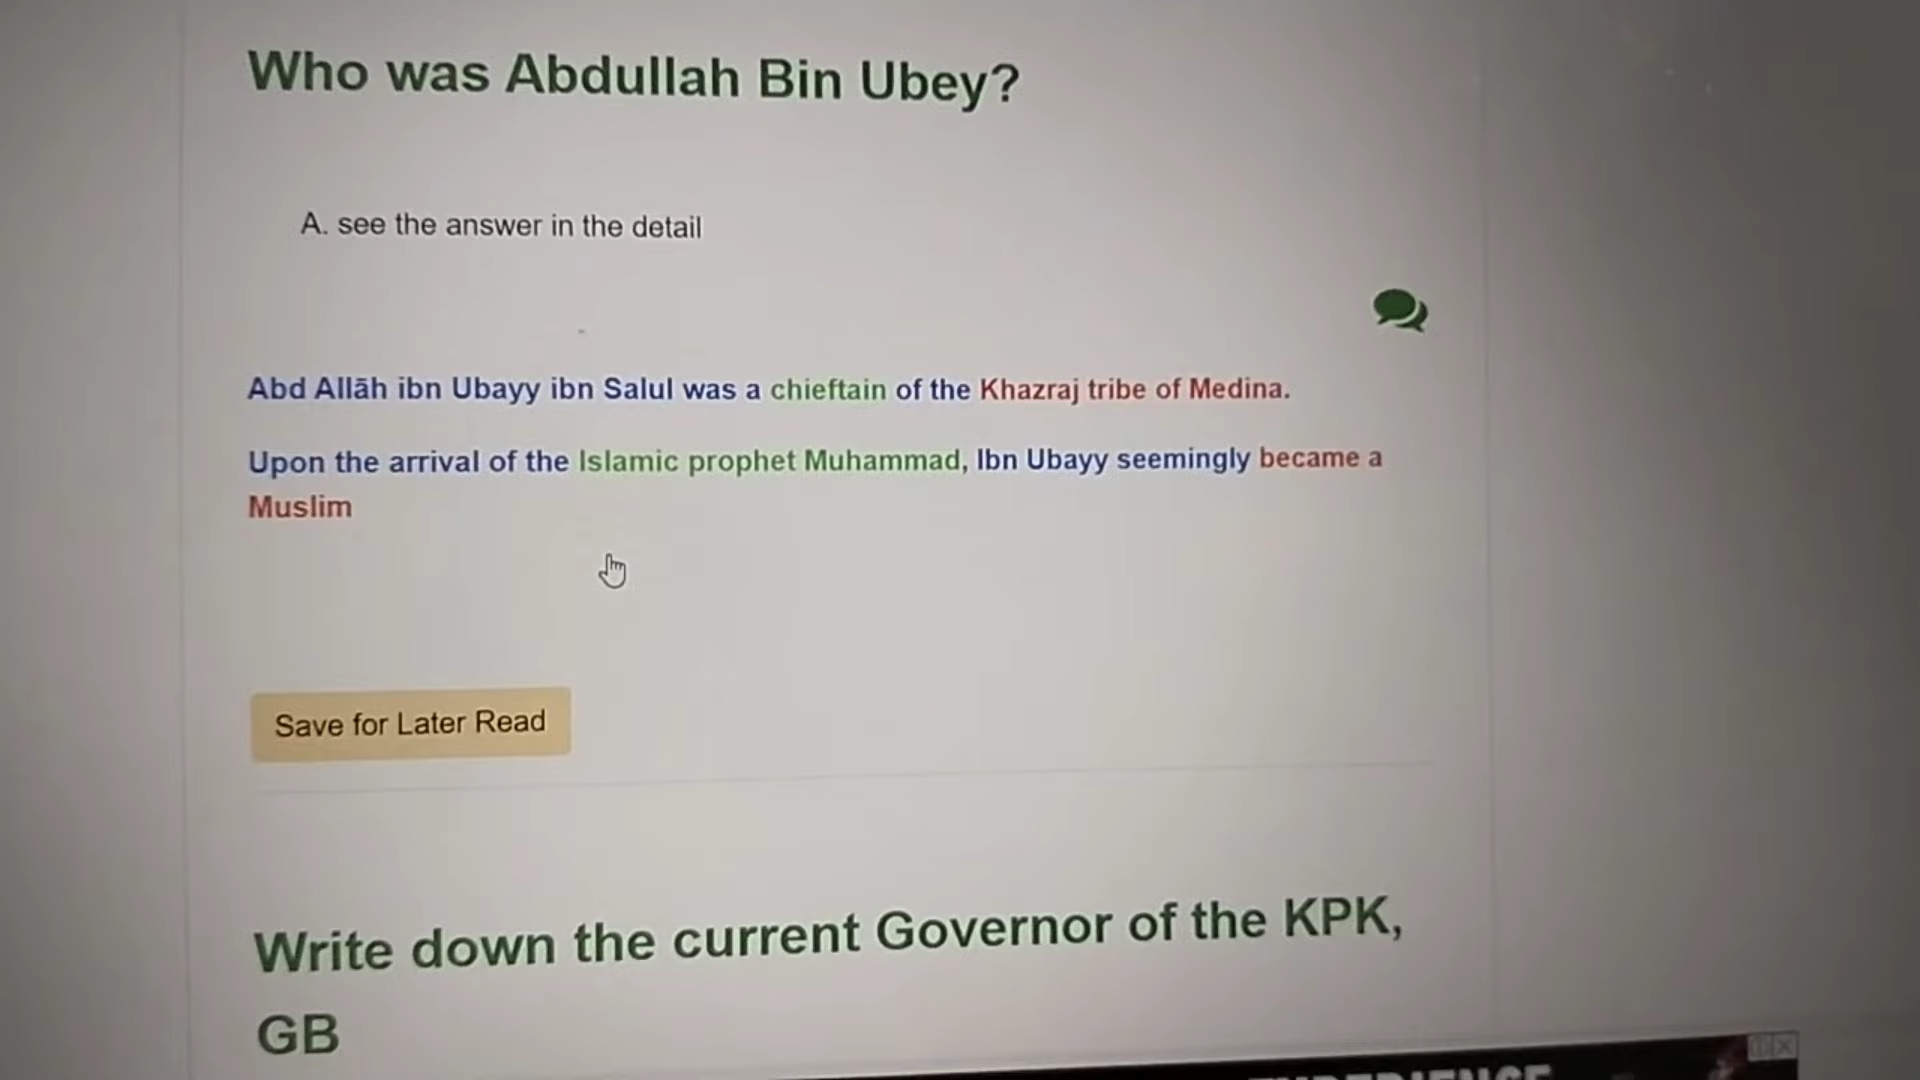 Who was Abdullah Bin Ubey?
A. see the answer in the detail
Abd Allāh ibn Ubayy ibn Salul was a chieftain of the Khazraj tribe of Medina.
Upon the arrival of the Islamic prophet Muhammad, Ibn Ubayy seemingly became a
Muslim
Save for Later Read
Write down the current Governor of the KPK,
GB